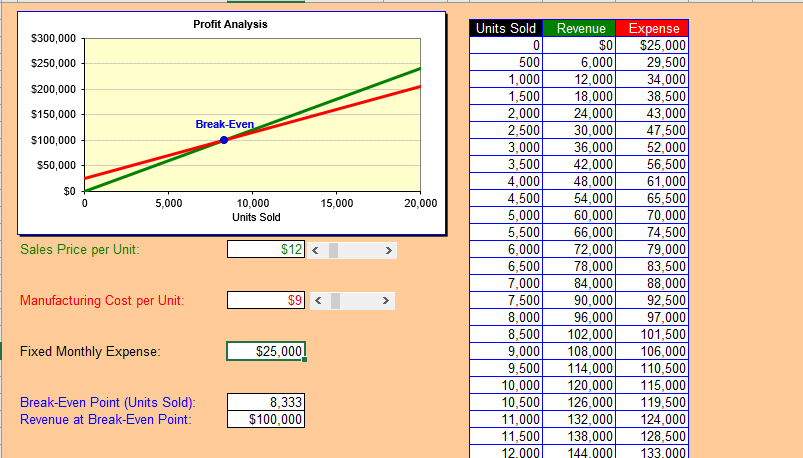 Profit Analysis
$300,000
$250,000
$200,000
$150,000
$100,000
$50,000
$0
Break-Even
0 5,000 10,000 15,000 20,000
Units Sold
Sales Price per Unit: $12
Manufacturing Cost per Unit: $9
Fixed Monthly Expense: $25,000
Break-Even Point (Units Sold): 8,333
Revenue at Break-Even Point: $100,000
Units Sold Revenue Expense
0 $0 $25,000
500 6,000 29,500
1,000 12,000 34,000
1,500 18,000 38,500
2,000 24,000 43,000
2,500 30,000 47,500
3,000 36,000 52,000
3,500 42,000 56,500
4,000 48,000 61,000
4,500 54,000 65,500
5,000 60,000 70,000
5,500 66,000 74,500
6,000 72,000 79,000
6,500 78,000 83,500
7,000 84,000 88,000
7,500 90,000 92,500
8,000 96,000 97,000
8,500 102,000 101,500
9,000 108,000 106,000
9,500 114,000 110,500
10,000 120,000 115,000
10,500 126,000 119,500
11,000 132,000 124,000
11,500 138,000 128,500
12,000 144,000 133,000